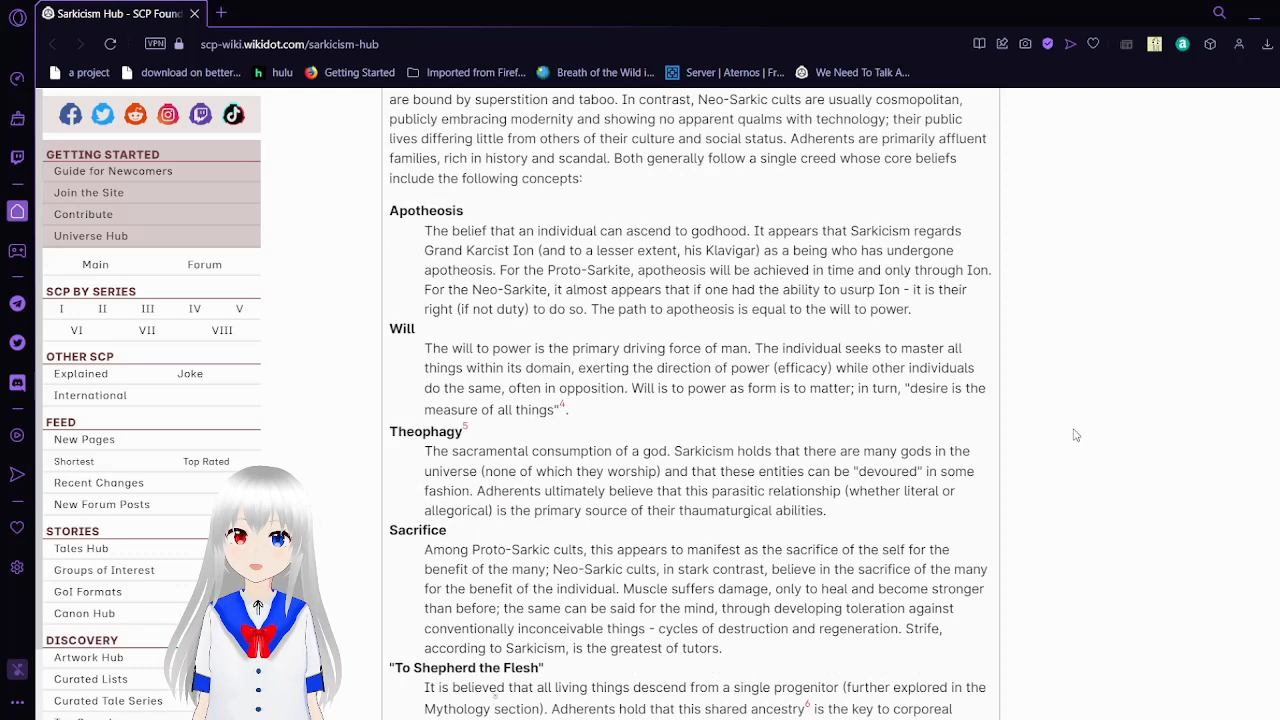 Sarkicism Hub - SCP Found
scp-wiki.wikidot.com/sarkicism-hub
VPN
a project
download on better...
hulu
Getting Started
Imported from Firef...
Breath of the Wild i...
Server | Aternos | Fr...
We Need To Talk A...
GETTING STARTED
Guide for Newcomers
Join the Site
Contribute
Universe Hub
Main Forum
SCP BY SERIES
I II III IV V
VI VII VIII
OTHER SCP
Explained Joke
International
FEED
New Pages
Shortest Top Rated
Recent Changes
New Forum Posts
STORIES
Tales Hub
Groups of Interest
GoI Formats
Canon Hub
DISCOVERY
Artwork Hub
Curated Lists
Curated Tale Series
are bound by superstition and taboo. In contrast, Neo-Sarkic cults are usually cosmopolitan,
publicly embracing modernity and showing no apparent qualms with technology; their public
lives differing little from others of their culture and social status. Adherents are primarily affluent
families, rich in history and scandal. Both generally follow a single creed whose core beliefs
include the following concepts:
Apotheosis
The belief that an individual can ascend to godhood. It appears that Sarkicism regards
Grand Karcist Ion (and to a lesser extent, his Klavigar) as a being who has undergone
apotheosis. For the Proto-Sarkite, apotheosis will be achieved in time and only through Ion.
For the Neo-Sarkite, it almost appears that if one had the ability to usurp Ion - it is their
right (if not duty) to do so. The path to apotheosis is equal to the will to power.
Will
The will to power is the primary driving force of man. The individual seeks to master all
things within its domain, exerting the direction of power (efficacy) while other individuals
do the same, often in opposition. Will is to power as form is to matter; in turn, "desire is the
measure of all things"4.
Theophagy5
The sacramental consumption of a god. Sarkicism holds that there are many gods in the
universe (none of which they worship) and that these entities can be "devoured" in some
fashion. Adherents ultimately believe that this parasitic relationship (whether literal or
allegorical) is the primary source of their thaumaturgical abilities.
Sacrifice
Among Proto-Sarkic cults, this appears to manifest as the sacrifice of the self for the
benefit of the many; Neo-Sarkic cults, in stark contrast, believe in the sacrifice of the many
for the benefit of the individual. Muscle suffers damage, only to heal and become stronger
than before; the same can be said for the mind, through developing toleration against
conventionally inconceivable things - cycles of destruction and regeneration. Strife,
according to Sarkicism, is the greatest of tutors.
"To Shepherd the Flesh"
It is believed that all living things descend from a single progenitor (further explored in the
Mythology section). Adherents hold that this shared ancestry6 is the key to corporeal